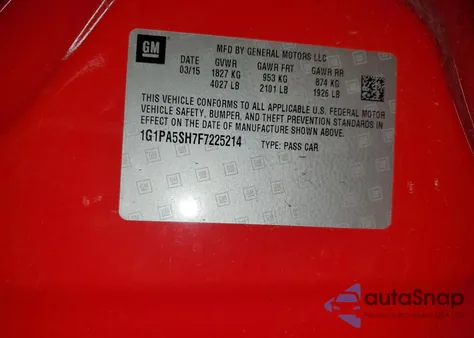 GM
MFD BY GENERAL MOTORS LLC
DATE GVWR GAWR FRT GAWR RR
03/15 1827 KG 953 KG 874 KG
4027 LB 2101 LB 1926 LB
THIS VEHICLE CONFORMS TO ALL APPLICABLE U.S. FEDERAL MOTOR
VEHICLE SAFETY, BUMPER, AND THEFT PREVENTION STANDARDS IN
EFFECT ON THE DATE OF MANUFACTURE SHOWN ABOVE.
1G1PA5SH7F7225214 TYPE: PASS CAR
autoSnap